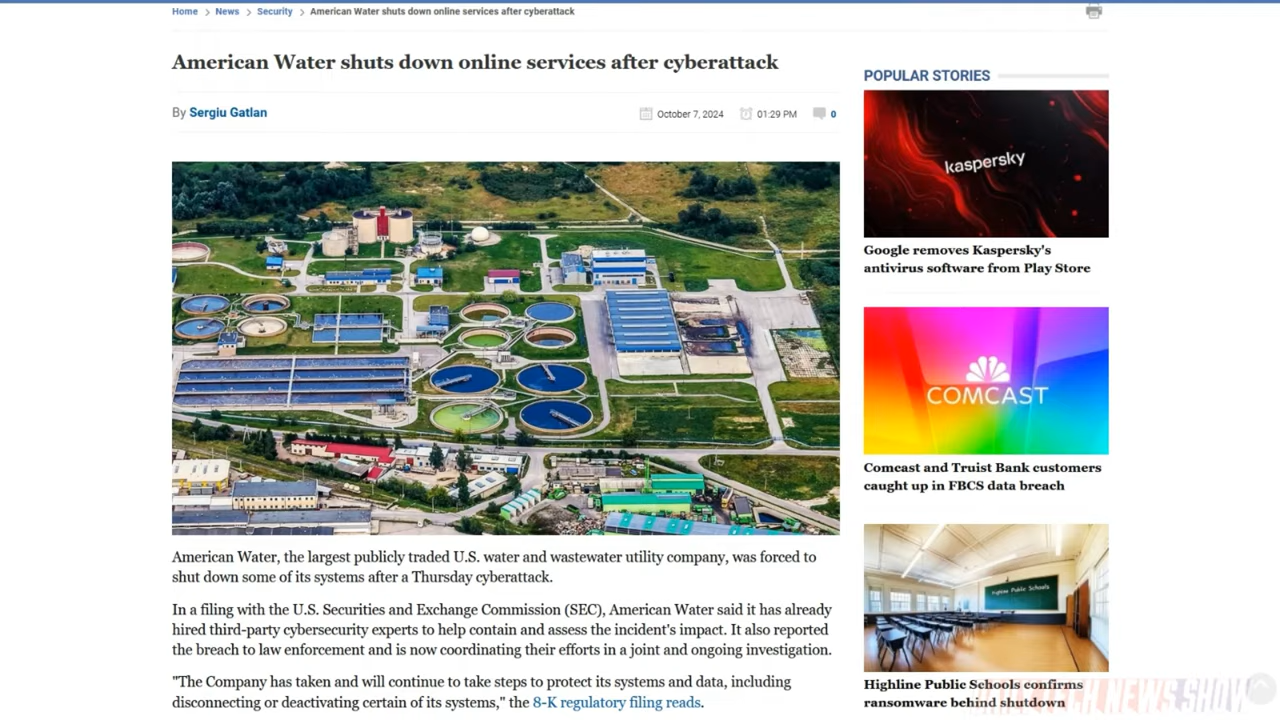 Home > News > Security > American Water shuts down online services after cyberattack
American Water shuts down online services after cyberattack
By Sergiu Gatlan
October 7, 2024
01:29 PM
0
American Water, the largest publicly traded U.S. water and wastewater utility company, was forced to
shut down some of its systems after a Thursday cyberattack.
In a filing with the U.S. Securities and Exchange Commission (SEC), American Water said it has already
hired third-party cybersecurity experts to help contain and assess the incident's impact. It also reported
the breach to law enforcement and is now coordinating their efforts in a joint and ongoing investigation.
"The Company has taken and will continue to take steps to protect its systems and data, including
disconnecting or deactivating certain of its systems," the 8-K regulatory filing reads.
POPULAR STORIES
kaspersky
Google removes Kaspersky's
antivirus software from Play Store
COMCAST
Comcast and Truist Bank customers
caught up in FBCS data breach
Highline Public Schools
Highline Public Schools confirms
ransomware behind shutdown
TECH NEWS SHOW